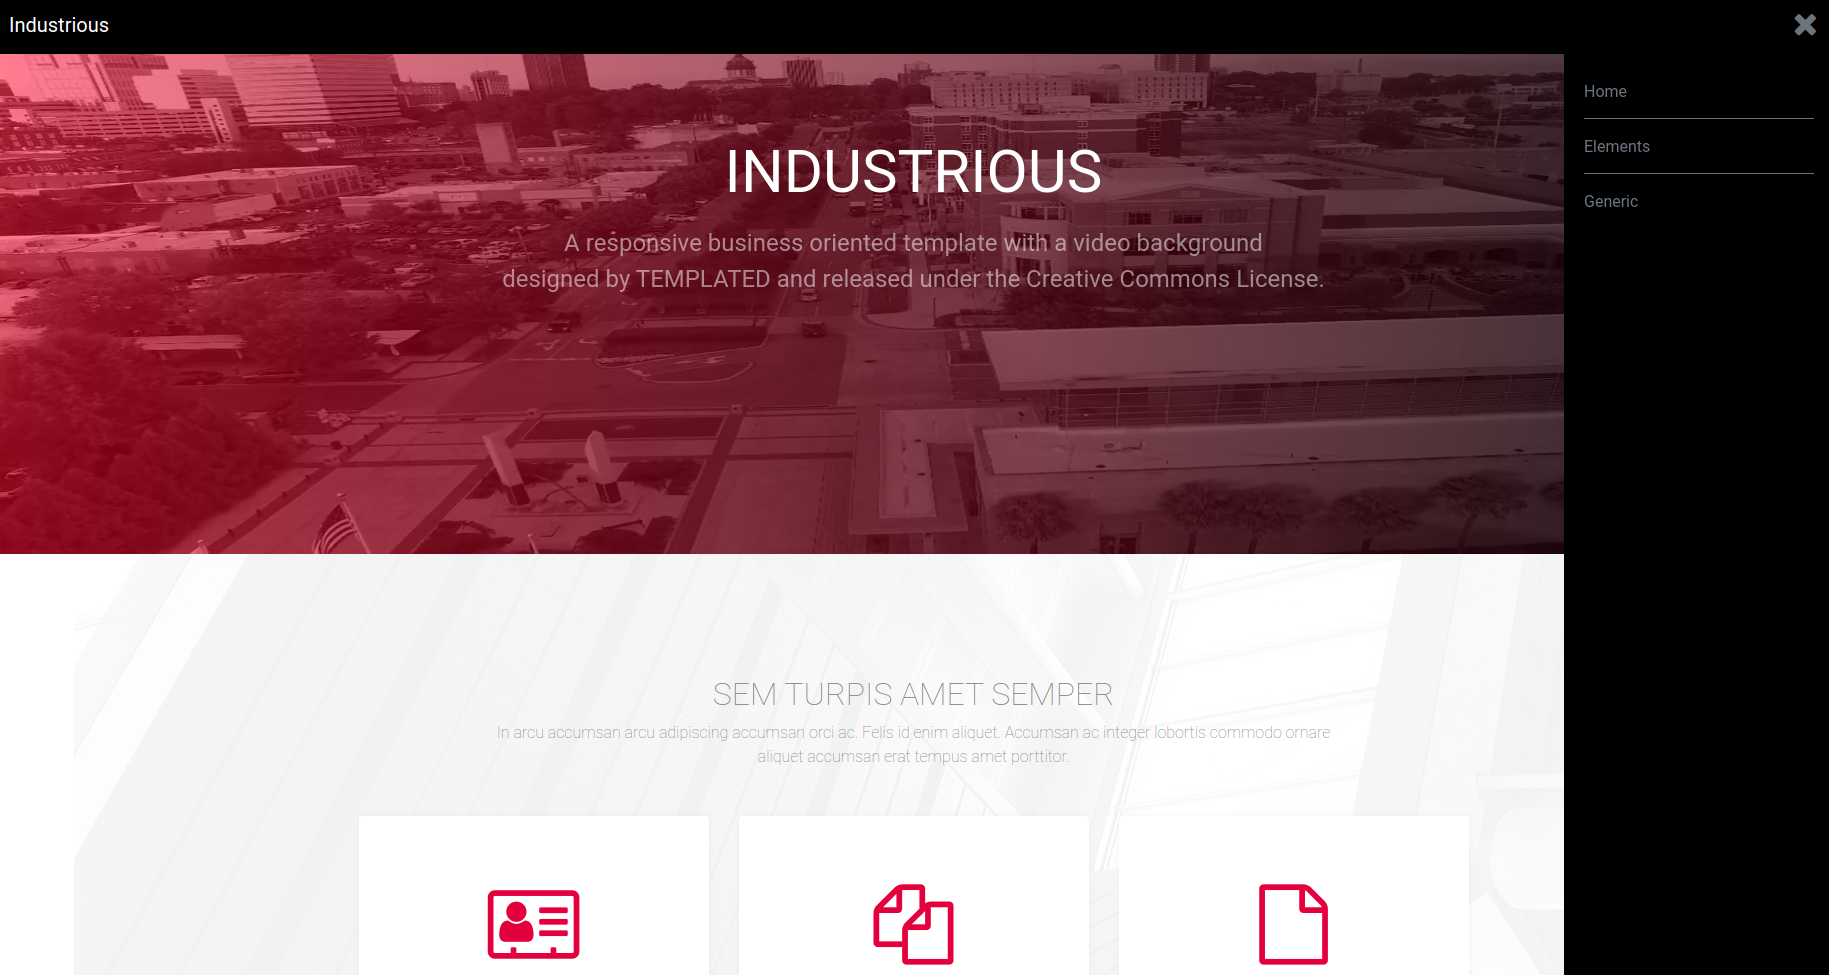 Industrious
Home
Elements
Generic
INDUSTRIOUS
A responsive business oriented template with a video background
designed by TEMPLATED and released under the Creative Commons License.
SEM TURPIS AMET SEMPER
In arcu accumsan arcu adipiscing accumsan orci ac. Felis id enim aliquet. Accumsan ac integer lobortis commodo ornare
aliquet accumsan erat tempus amet porttitor.